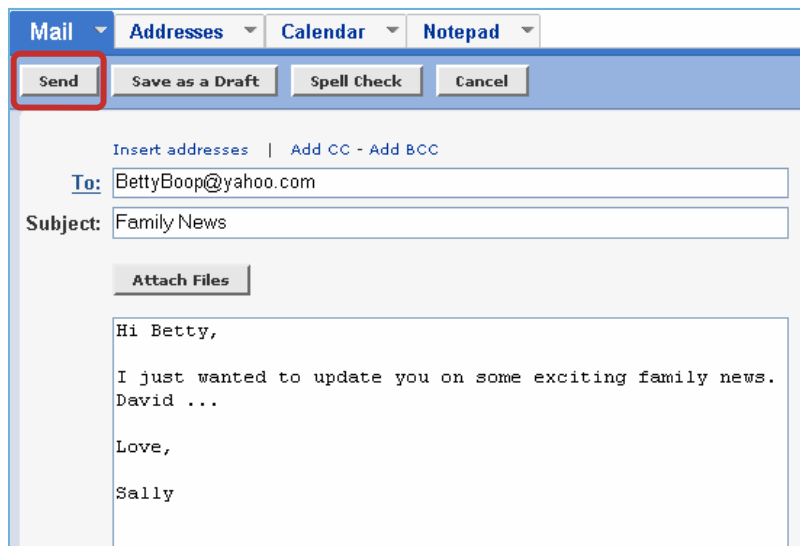 Mail Addresses Calendar Notepad
Send Save as a Draft Spell Check Cancel
Insert addresses | Add CC - Add BCC
To: BettyBoop@yahoo.com
Subject: Family News
Attach Files
Hi Betty,
I just wanted to update you on some exciting family news.
David ...
Love,
Sally